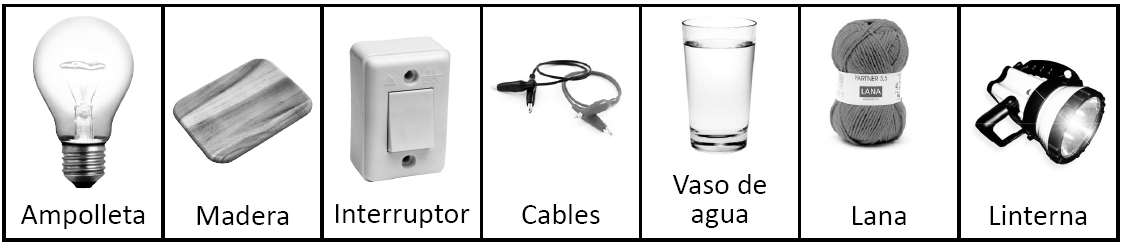 Ampolleta
Madera
Interruptor
Cables
Vaso de
agua
PARTNER 3,5
LANA
Lana
Linterna